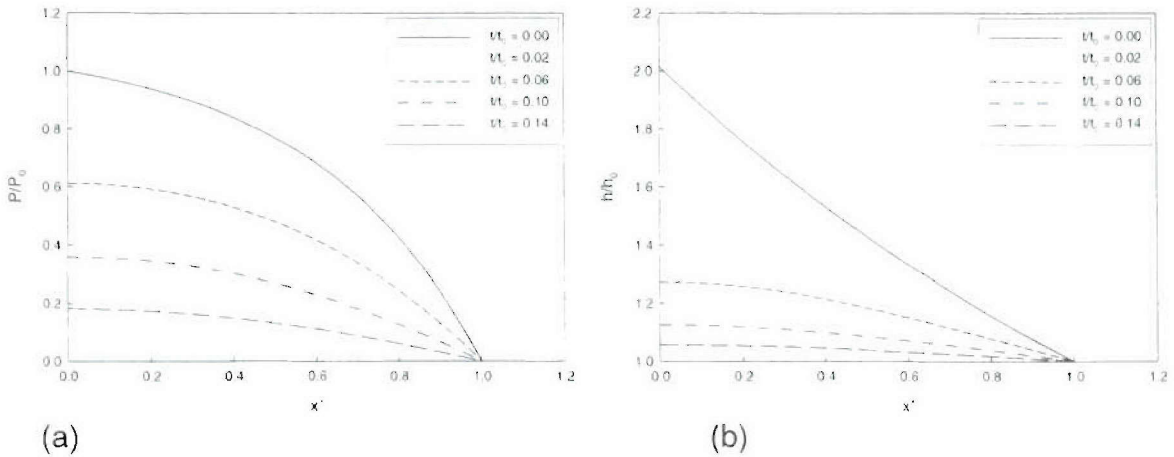 1.2
1.0
0.8
0.6
0.4
0.2
0.0
P/P₀
0.0 0.2 0.4 0.6 0.8 1.0 1.2
x*
t/t₀ = 0.00
t/t₀ = 0.02
t/t₀ = 0.06
t/t₀ = 0.10
t/t₀ = 0.14
(a)
2.2
2.0
1.8
1.6
1.4
1.2
1.0
h/h₀
0.0 0.2 0.4 0.6 0.8 1.0 1.2
x*
t/t₀ = 0.00
t/t₀ = 0.02
t/t₀ = 0.06
t/t₀ = 0.10
t/t₀ = 0.14
(b)